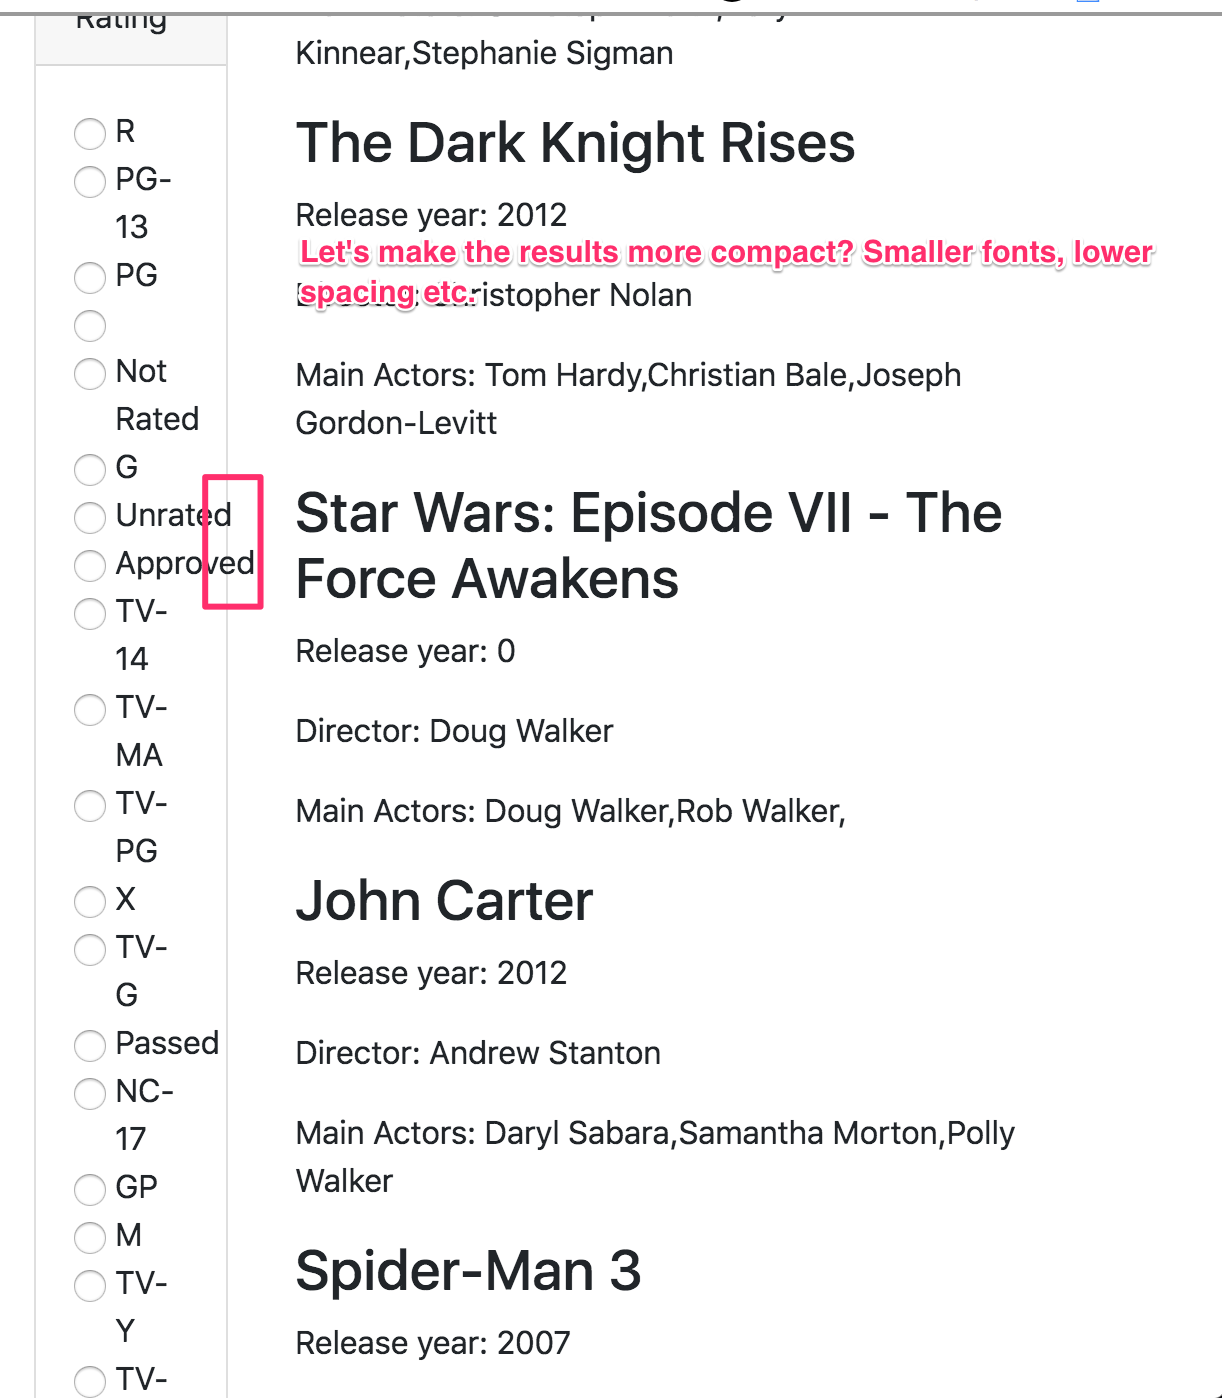 Rating
R
PG-
13
PG
Not
Rated
G
Unrated
Approved
TV-
14
TV-
MA
TV-
PG
X
TV-
G
Passed
NC-
17
GP
M
TV-
Y
TV-
Kinnear,Stephanie Sigman
The Dark Knight Rises
Release year: 2012
Let's make the results more compact? Smaller fonts, lower
spacing etc.
Christopher Nolan
Main Actors: Tom Hardy,Christian Bale,Joseph
Gordon-Levitt
Star Wars: Episode VII - The
Force Awakens
Release year: 0
Director: Doug Walker
Main Actors: Doug Walker,Rob Walker,
John Carter
Release year: 2012
Director: Andrew Stanton
Main Actors: Daryl Sabara,Samantha Morton,Polly
Walker
Spider-Man 3
Release year: 2007